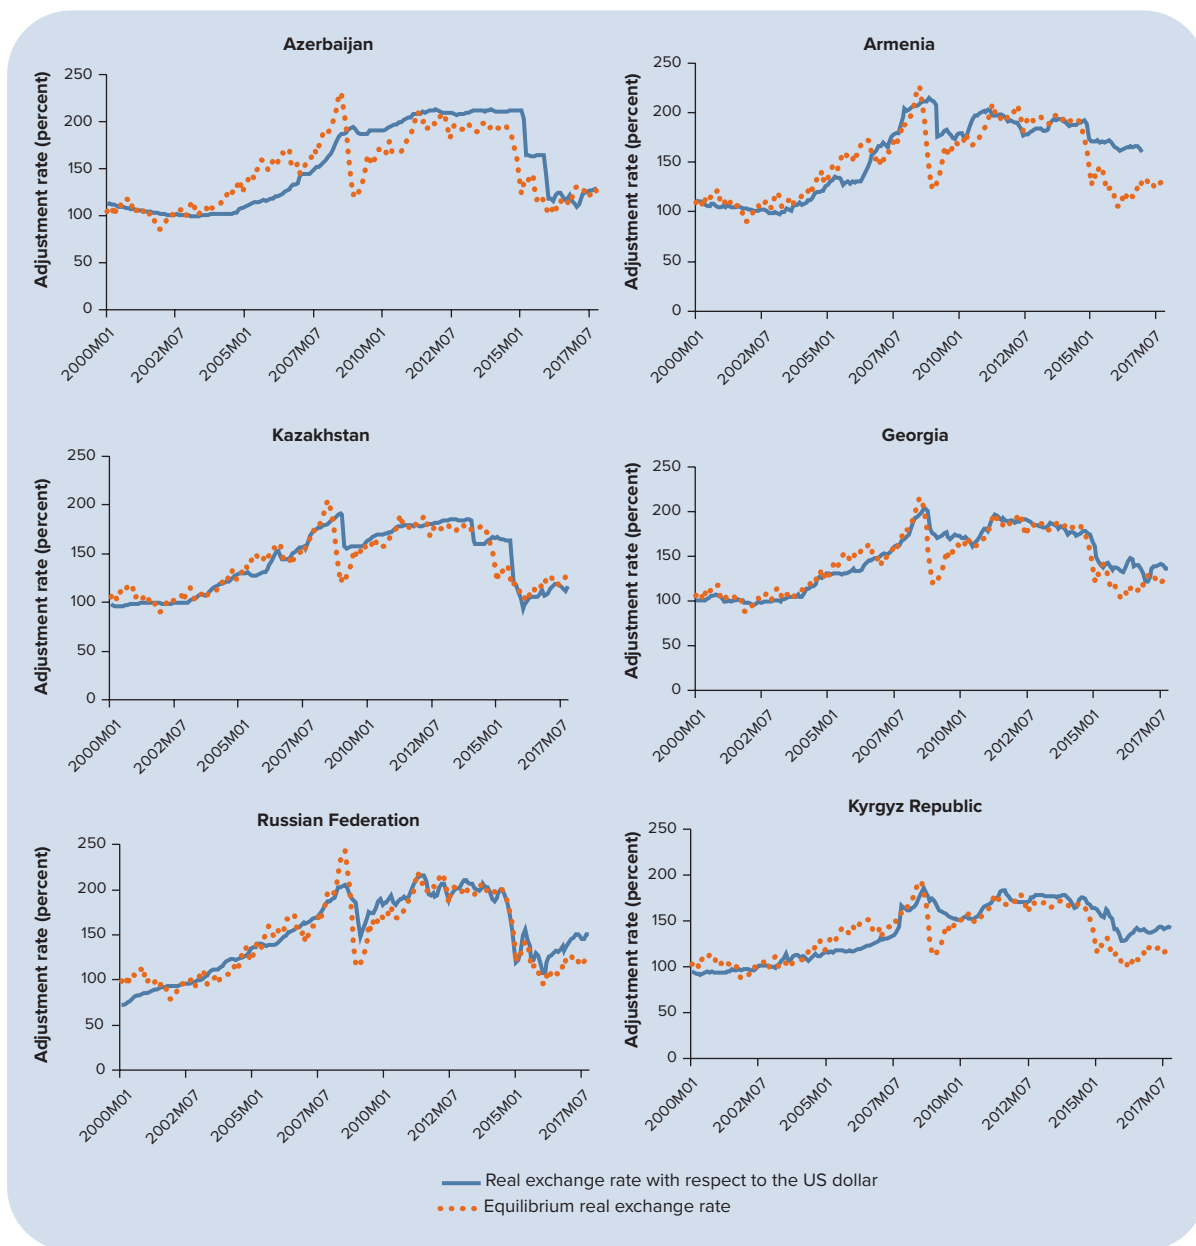 Azerbaijan
Adjustment rate (percent)
250
200
150
100
50
0
2000M01
2002M07
2005M01
2007M07
2010M01
2012M07
2015M01
2017M07
Armenia
Adjustment rate (percent)
250
200
150
100
50
0
2000M01
2002M07
2005M01
2007M07
2010M01
2012M07
2015M01
2017M07
Kazakhstan
Adjustment rate (percent)
250
200
150
100
50
0
2000M01
2002M07
2005M01
2007M07
2010M01
2012M07
2015M01
2017M07
Georgia
Adjustment rate (percent)
250
200
150
100
50
0
2000M01
2002M07
2005M01
2007M07
2010M01
2012M07
2015M01
2017M07
Russian Federation
Adjustment rate (percent)
250
200
150
100
50
0
2000M01
2002M07
2005M01
2007M07
2010M01
2012M07
2015M01
2017M07
Kyrgyz Republic
Adjustment rate (percent)
250
200
150
100
50
0
2000M01
2002M07
2005M01
2007M07
2010M01
2012M07
2015M01
2017M07
Real exchange rate with respect to the US dollar
Equilibrium real exchange rate